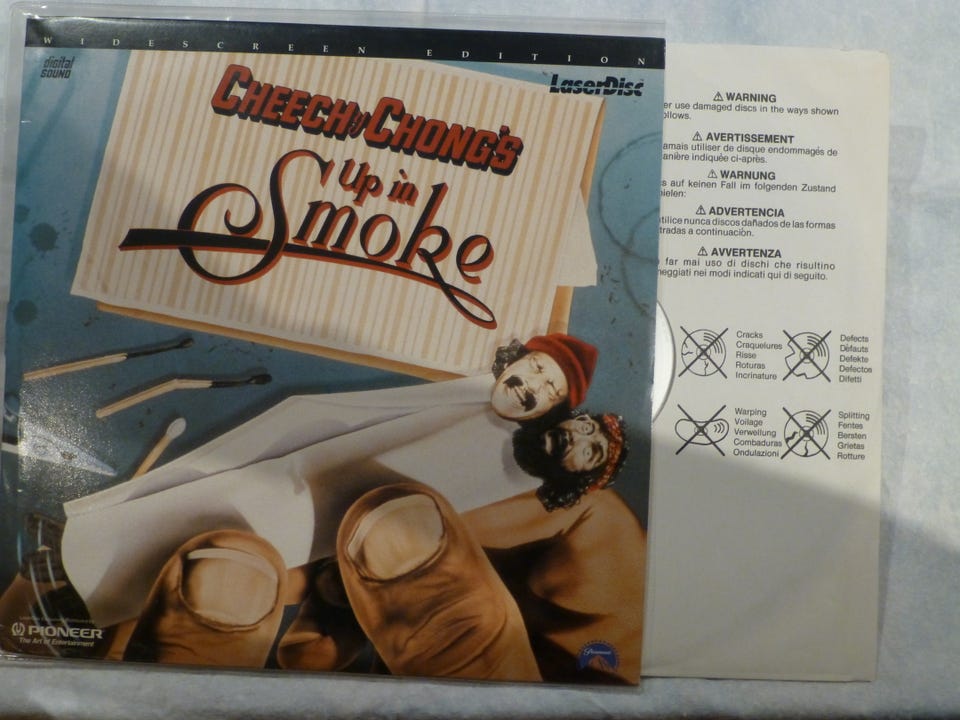 WIDESCREEN EDITION
digital
SOUND
LaserDisc
CHEECH y CHONG'S
Up in
Smoke
PIONEER
The Art of Entertainment
Paramount
⚠ WARNING
er use damaged discs in the ways shown
ollows.
⚠ AVERTISSEMENT
amais utiliser de disque endommagés de
anière indiquée ci-après.
⚠ WARNUNG
s auf keinen Fall im folgenden Zustand
ielen:
⚠ ADVERTENCIA
tilice nunca discos dañados de las formas
tradas a continuación.
⚠ AVVERTENZA
far mai uso di dischi che risultino
neggiati nei modi indicati qui di seguito.
Cracks
Craquelures
Risse
Roturas
Incrinature
Defects
Défauts
Defekte
Defectos
Difetti
Warping
Voilage
Verwellung
Combaduras
Ondulazioni
Splitting
Fentes
Bersten
Grietas
Rotture